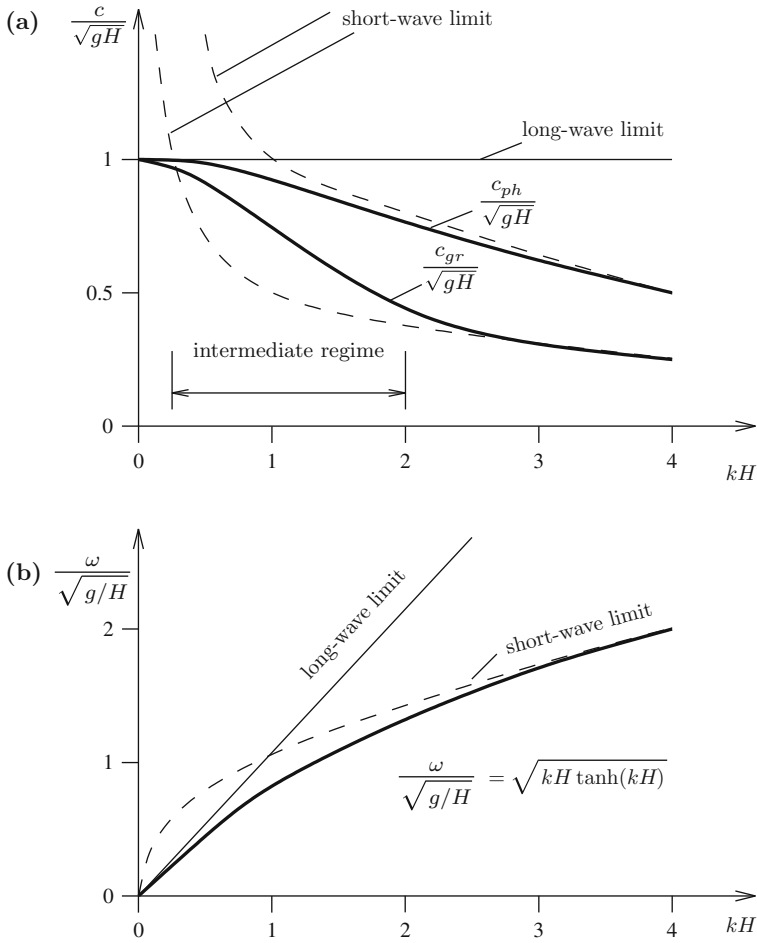 (a)
c / √gH
short-wave limit
long-wave limit
1
c_ph / √gH
c_gr / √gH
0.5
intermediate regime
0
0 1 2 3 4
kH
(b)
ω / √g/H
long-wave limit
short-wave limit
2
1
ω / √g/H = √kH tanh(kH)
0
0 1 2 3 4
kH